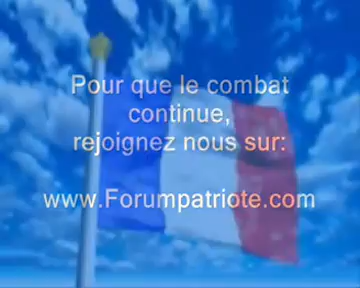 Pour que le combat
continue,
rejoignez nous sur:
www.Forumpatriote.com